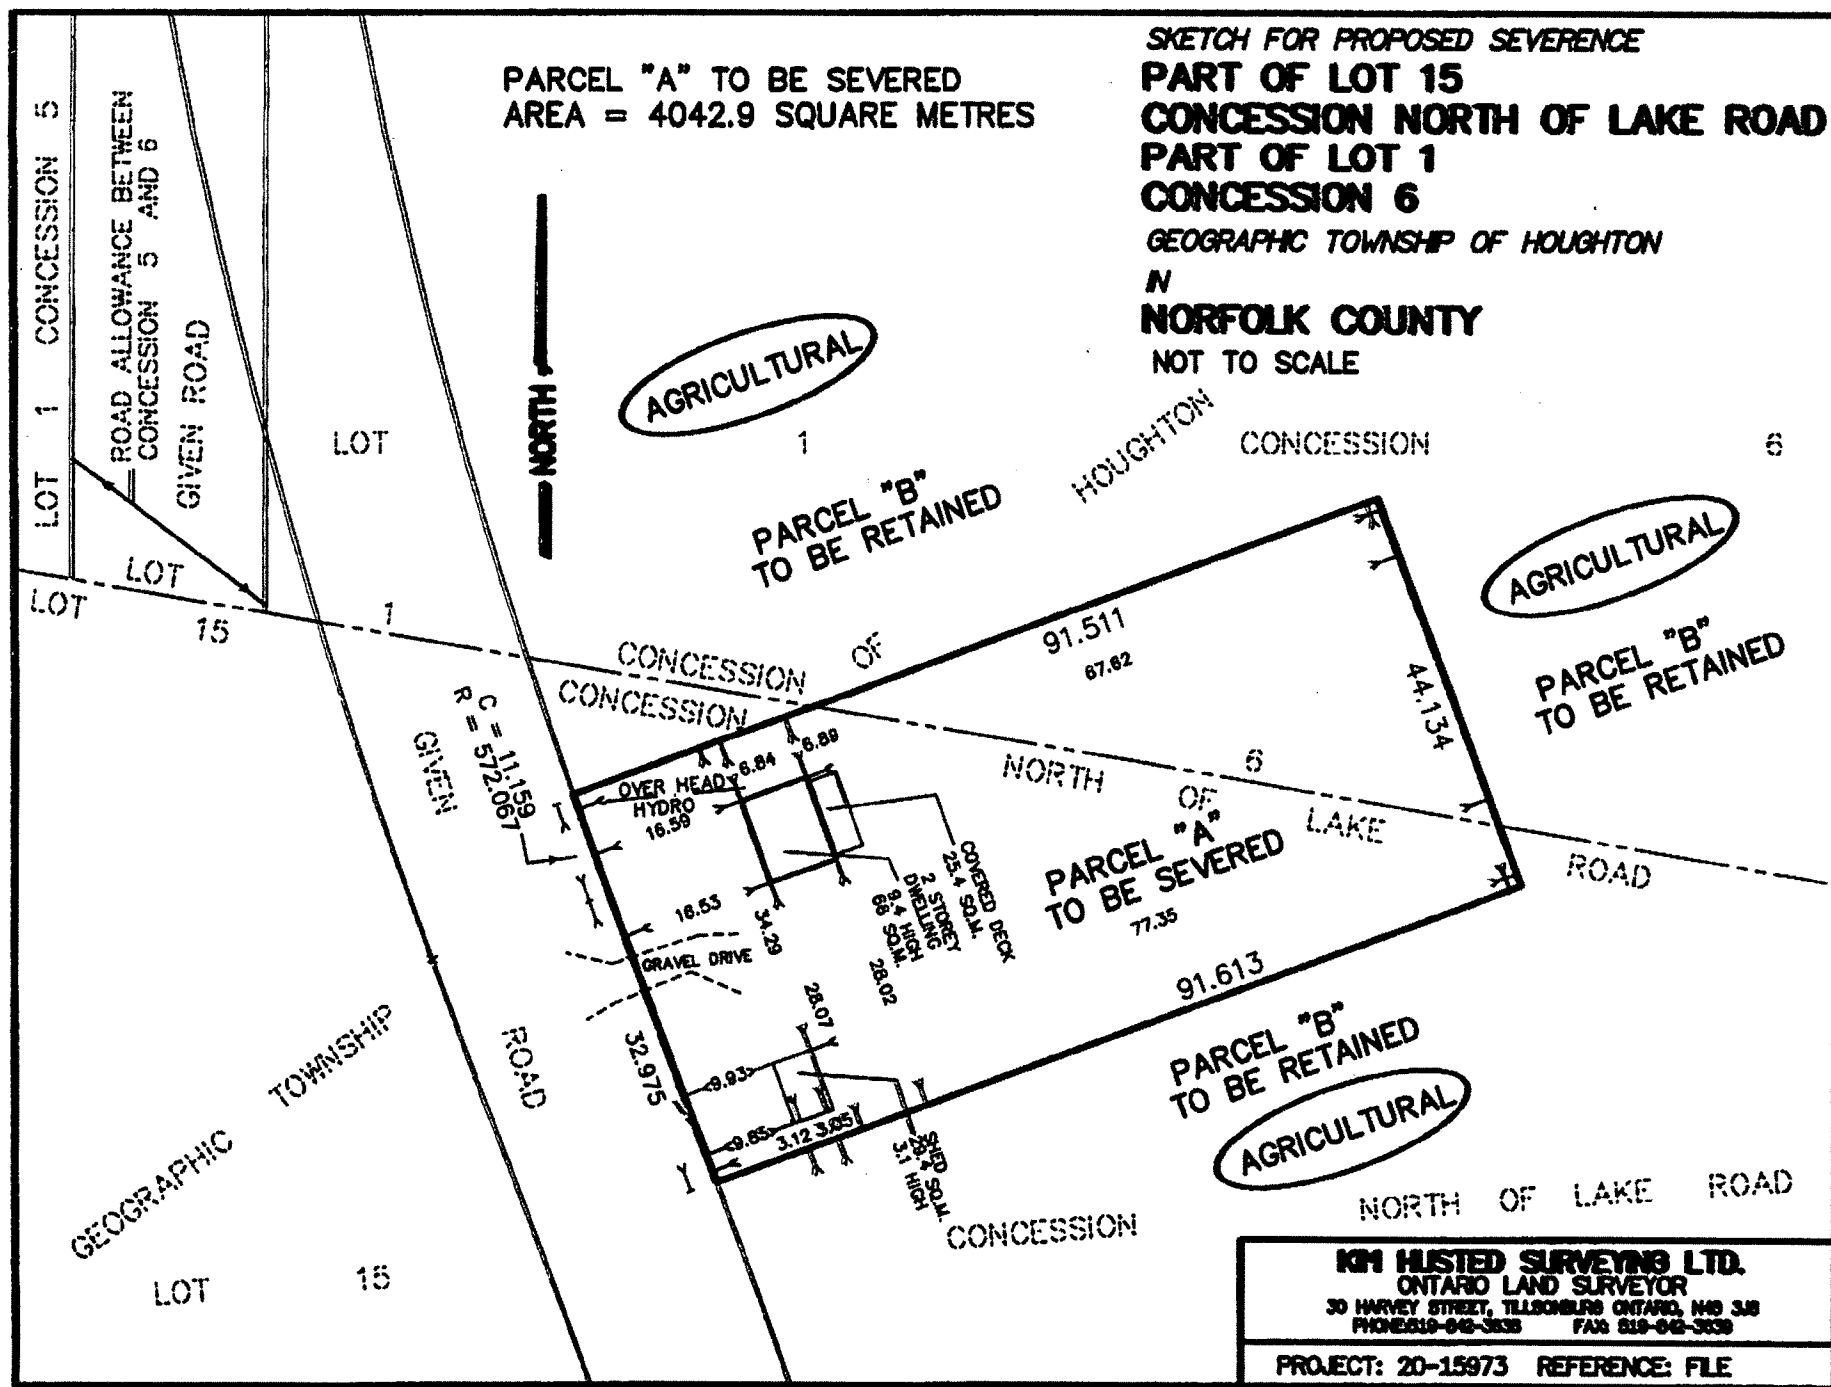 SKETCH FOR PROPOSED SEVERENCE
PART OF LOT 15
CONCESSION NORTH OF LAKE ROAD
PART OF LOT 1
CONCESSION 6
GEOGRAPHIC TOWNSHIP OF HOUGHTON
IN
NORFOLK COUNTY
NOT TO SCALE
PARCEL "A" TO BE SEVERED
AREA = 4042.9 SQUARE METRES
LOT 1 CONCESSION 5
ROAD ALLOWANCE BETWEEN
CONCESSION 5 AND 6
GIVEN ROAD
NORTH
LOT
1
CONCESSION
6
HOUGHTON
AGRICULTURAL
PARCEL "B"
TO BE RETAINED
AGRICULTURAL
PARCEL "B"
TO BE RETAINED
LOT
1
LOT
15
CONCESSION
6
CONCESSION
NORTH
OF
LAKE
ROAD
OF
91.511
67.62
44.134
C = 11.159
R = 572.067
GIVEN
ROAD
OVER HEAD
HYDRO
6.84
6.89
16.59
16.53
34.29
GRAVEL DRIVE
COVERED DECK
25.4 SQ.M.
2 STOREY
DWELLING
9.4 HIGH
66 SQ.M.
28.02
28.07
PARCEL "A"
TO BE SEVERED
77.35
91.613
32.975
9.93
9.85
3.12
3.05
SHED
29.4 SQ.M.
3.1 HIGH
PARCEL "B"
TO BE RETAINED
AGRICULTURAL
GEOGRAPHIC
TOWNSHIP
LOT
15
CONCESSION
NORTH OF LAKE ROAD
KIM HUSTED SURVEYING LTD.
ONTARIO LAND SURVEYOR
30 HARVEY STREET, TILLSONBURG ONTARIO, N4G 3J8
PHONE:519-842-3638 FAX: 519-842-3639
PROJECT: 20-15973 REFERENCE: FILE